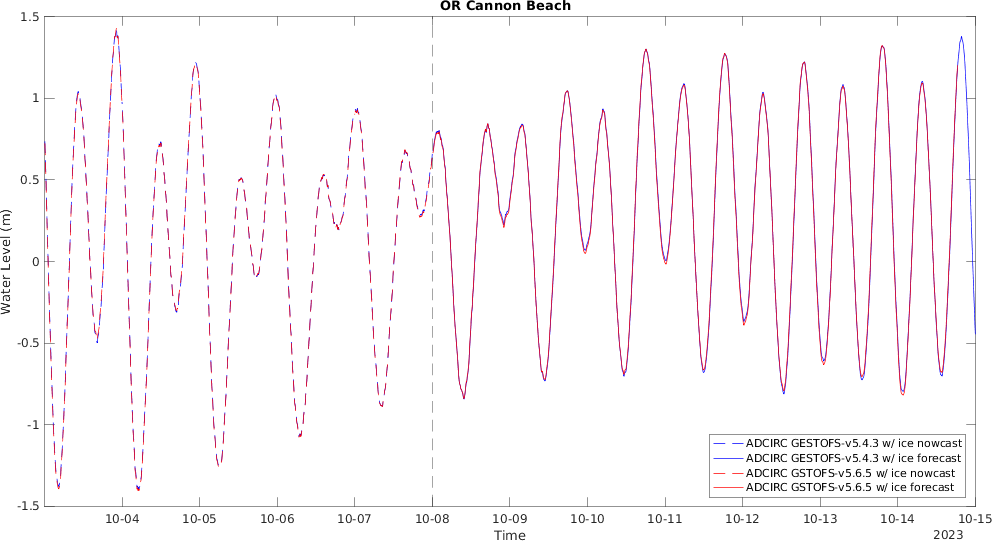 OR Cannon Beach
1.5
1
0.5
0
-0.5
-1
-1.5
Water Level (m)
10-04
10-05
10-06
10-07
10-08
10-09
10-10
10-11
10-12
10-13
10-14
10-15
Time
2023
ADCIRC GESTOFS-v5.4.3 w/ ice nowcast
ADCIRC GESTOFS-v5.4.3 w/ ice forecast
ADCIRC GSTOFS-v5.6.5 w/ ice nowcast
ADCIRC GSTOFS-v5.6.5 w/ ice forecast